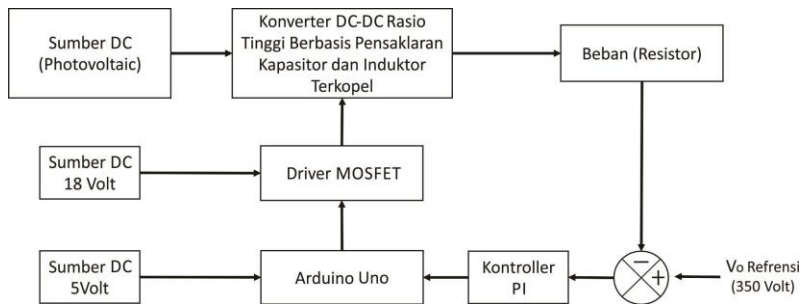 Sumber DC
(Photovoltaic)
Konverter DC-DC Rasio
Tinggi Berbasis Pensaklaran
Kapasitor dan Induktor
Terkopel
Beban (Resistor)
Sumber DC
18 Volt
Driver MOSFET
Sumber DC
5Volt
Arduino Uno
Kontroller
PI
− +
Vo Refrensi
(350 Volt)